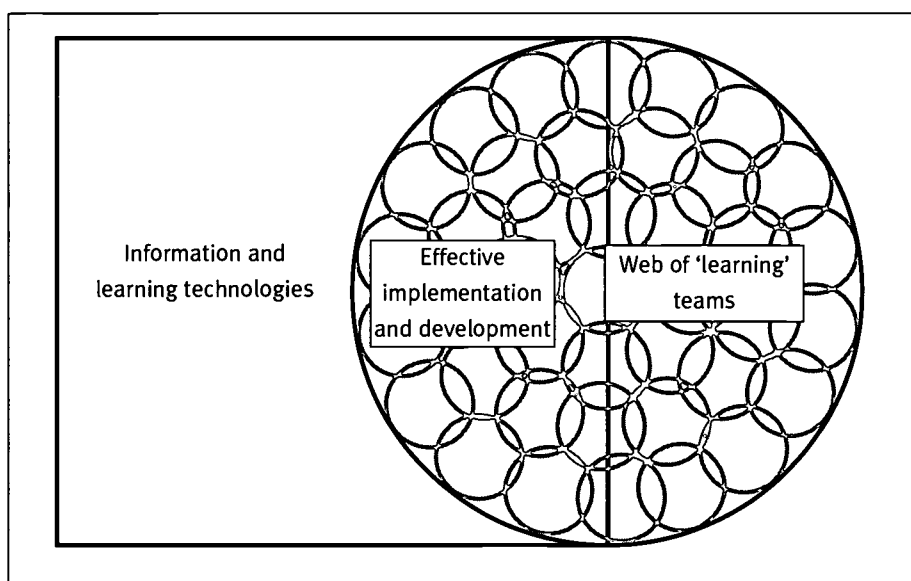 Information and
learning technologies
Effective
implementation
and development
Web of ‘learning’
teams